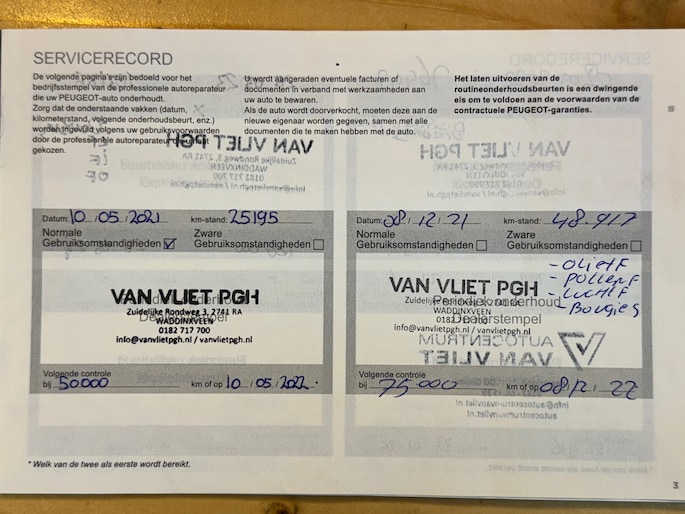 SERVICERECORD
De volgende pagina's zijn bedoeld voor het
bedrijfsstempel van de professionele autoreparateur
die uw PEUGEOT-auto onderhoudt.
Zorg dat de onderstaande vakken (datum,
kilometerstand, volgende onderhoudsbeurt, enz.)
worden ingevuld volgens uw gebruiksvoorwaarden
door de professionele autoreparateur die u laat
gekozen.
U wordt aangeraden eventuele facturen of
documenten in verband met werkzaamheden aan
uw auto te bewaren.
Als de auto wordt doorverkocht, moeten deze aan de
nieuwe eigenaar worden gegeven, samen met alle
documenten die te maken hebben met de auto.
Het laten uitvoeren van de
routineonderhoudsbeurten is een dwingende
eis om te voldoen aan de voorwaarden van de
contractuele PEUGEOT-garanties.
Datum: 10 / 05 / 2021 km-stand: 25195
Normale
Gebruiksomstandigheden
Zware
Gebruiksomstandigheden
VAN VLIET PGH
Zuidelijke Rondweg 3, 2741 RA
WADDINXVEEN
0182 717 700
info@vanvlietpgh.nl / vanvlietpgh.nl
Volgende controle
bij 50000 km of op 10 / 05 / 2022
Datum: 08 / 12 / 21 km-stand: 48.917
Normale
Gebruiksomstandigheden
Zware
Gebruiksomstandigheden
- OlieF
- POllenF
- LuchtF
- Bougies
VAN VLIET PGH
Periodiek onderhoud
Dealerstempel
WADDINXVEEN
info@vanvlietpgh.nl / vanvlietpgh.nl
Volgende controle
bij 75.000 km of op 08 / 12 / 22
* Welk van de twee als eerste wordt bereikt.
3